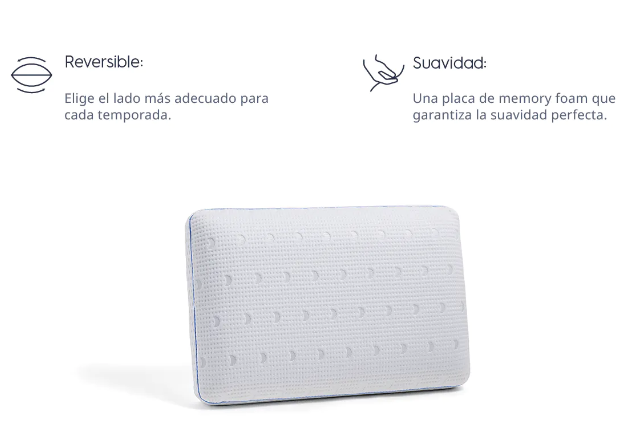 Reversible:
Elige el lado más adecuado para
cada temporada.
Suavidad:
Una placa de memory foam que
garantiza la suavidad perfecta.